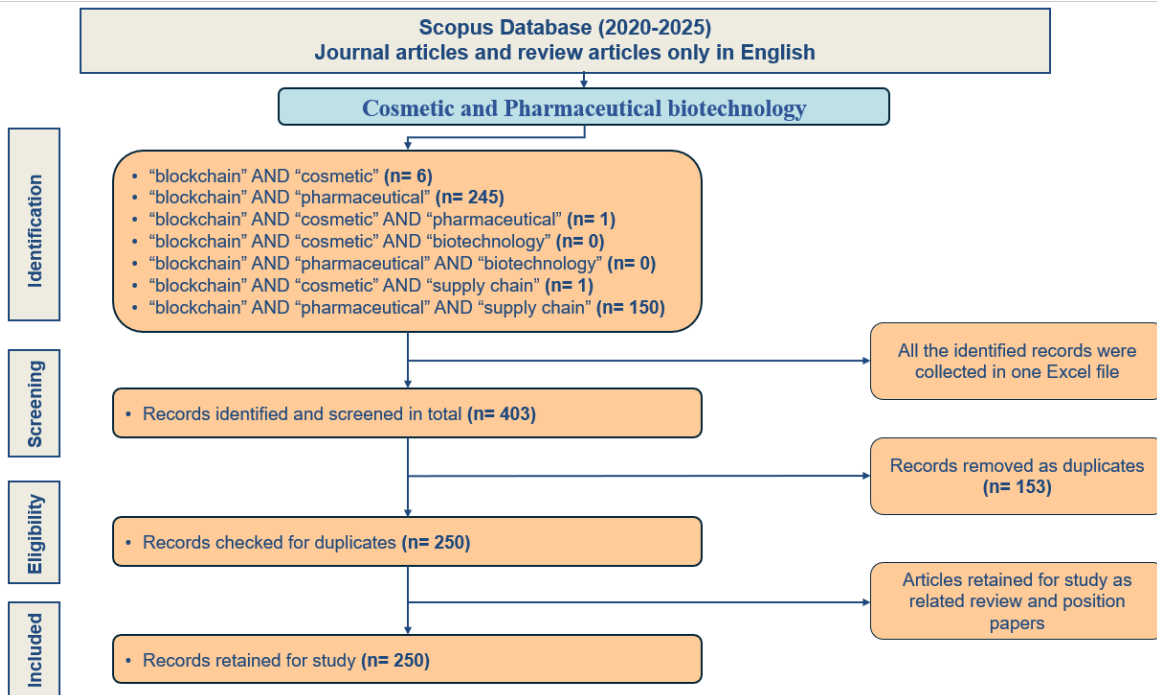 Scopus Database (2020-2025)
Journal articles and review articles only in English
Cosmetic and Pharmaceutical biotechnology
Identification
• “blockchain” AND “cosmetic” (n= 6)
• “blockchain” AND “pharmaceutical” (n= 245)
• “blockchain” AND “cosmetic” AND “pharmaceutical” (n= 1)
• “blockchain” AND “cosmetic” AND “biotechnology” (n= 0)
• “blockchain” AND “pharmaceutical” AND “biotechnology” (n= 0)
• “blockchain” AND “cosmetic” AND “supply chain” (n= 1)
• “blockchain” AND “pharmaceutical” AND “supply chain” (n= 150)
All the identified records were
collected in one Excel file
Screening
• Records identified and screened in total (n= 403)
Records removed as duplicates
(n= 153)
Eligibility
• Records checked for duplicates (n= 250)
Articles retained for study as
related review and position
papers
Included
• Records retained for study (n= 250)